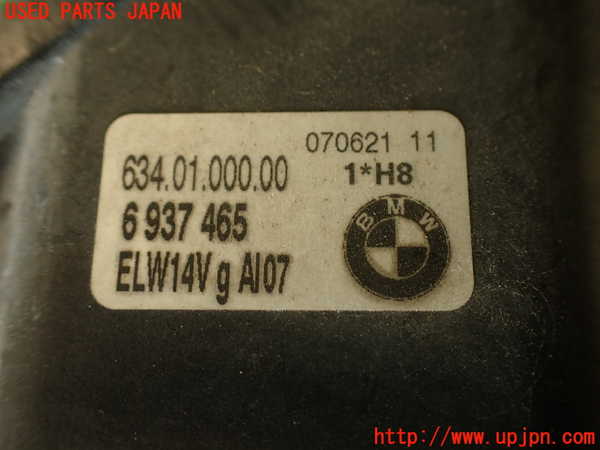 USED PARTS JAPAN
070621 11
634.01.000.00
1*H8
6 937 465
BMW
ELW14V g AI07
http://www.upjpn.com/